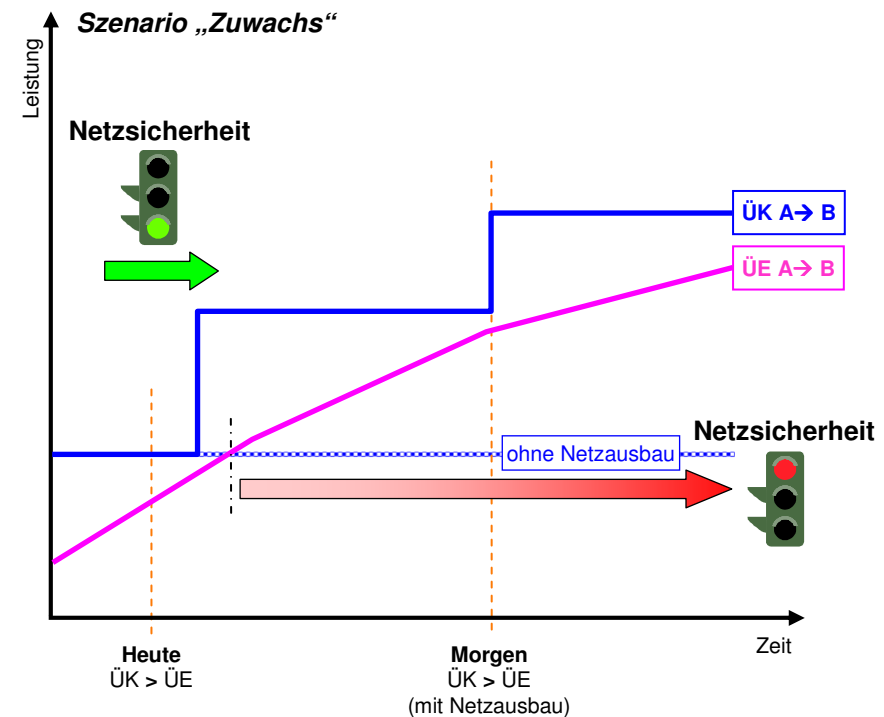 Szenario „Zuwachs“
Leistung
Netzsicherheit
ÜK A→ B
ÜE A→ B
Netzsicherheit
ohne Netzausbau
Zeit
Heute
ÜK > ÜE
Morgen
ÜK > ÜE
(mit Netzausbau)